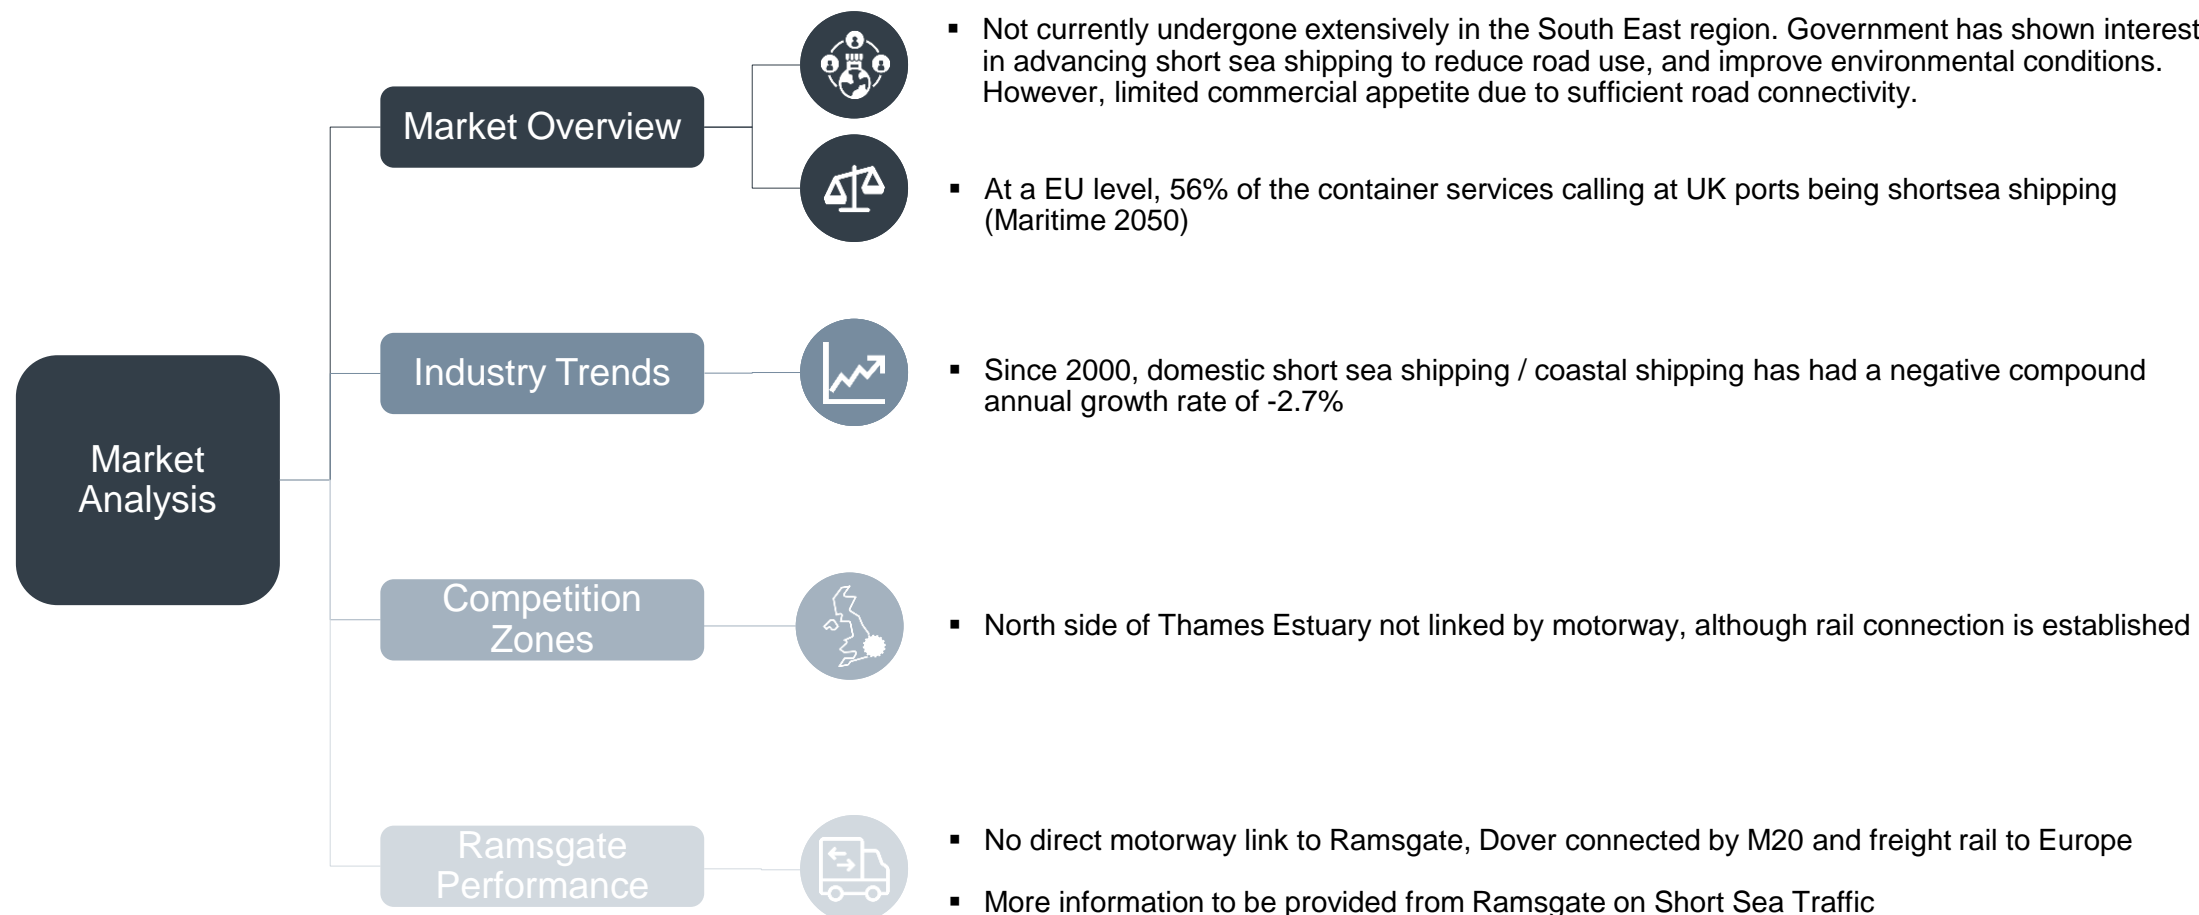 Market
Analysis
Market Overview
▪ Not currently undergone extensively in the South East region. Government has shown interest
in advancing short sea shipping to reduce road use, and improve environmental conditions.
However, limited commercial appetite due to sufficient road connectivity.
▪ At a EU level, 56% of the container services calling at UK ports being shortsea shipping
(Maritime 2050)
Industry Trends
▪ Since 2000, domestic short sea shipping / coastal shipping has had a negative compound
annual growth rate of -2.7%
Competition
Zones
▪ North side of Thames Estuary not linked by motorway, although rail connection is established
Ramsgate
Performance
▪ No direct motorway link to Ramsgate, Dover connected by M20 and freight rail to Europe
▪ More information to be provided from Ramsgate on Short Sea Traffic